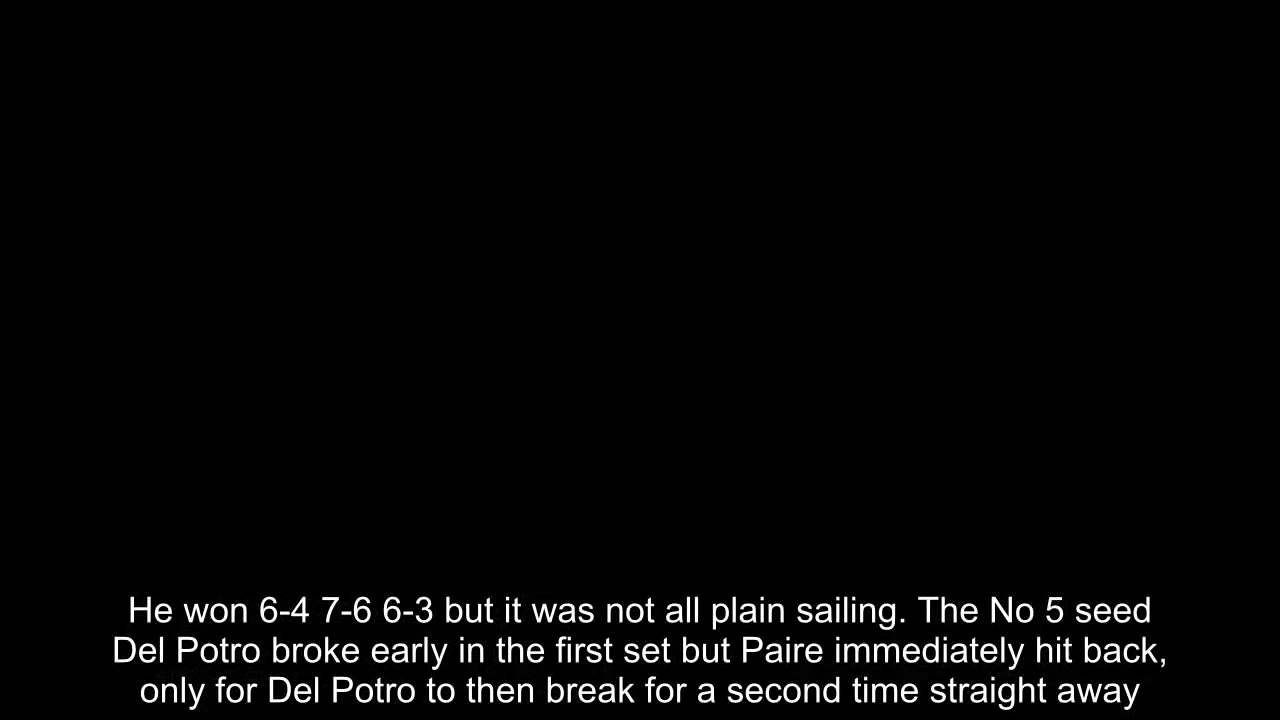 He won 6-4 7-6 6-3 but it was not all plain sailing. The No 5 seed
Del Potro broke early in the first set but Paire immediately hit back,
only for Del Potro to then break for a second time straight away